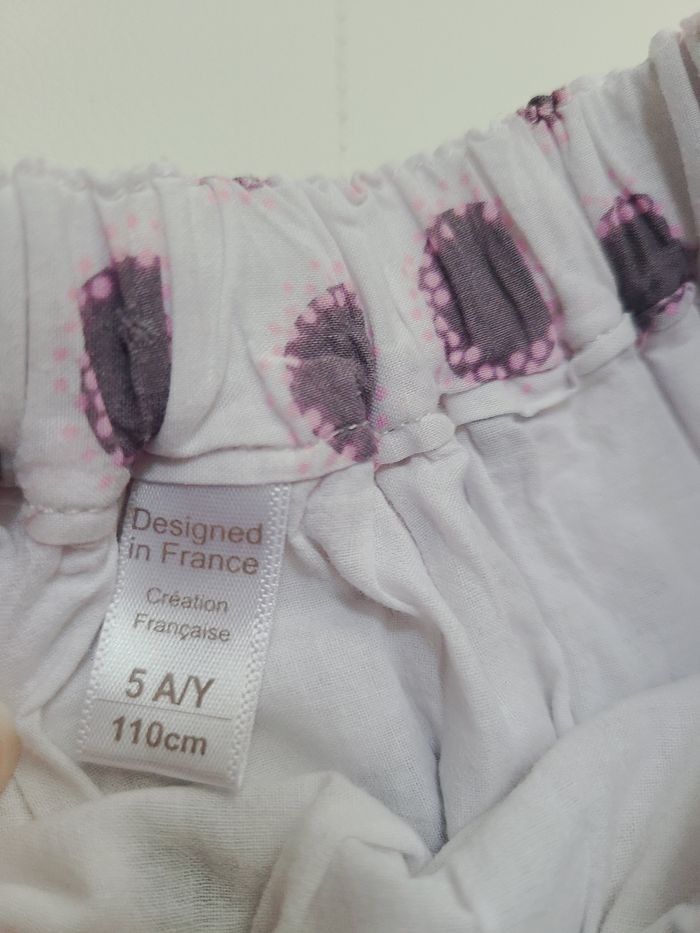 Designed
in France
Création
Française
5 A/Y
110cm